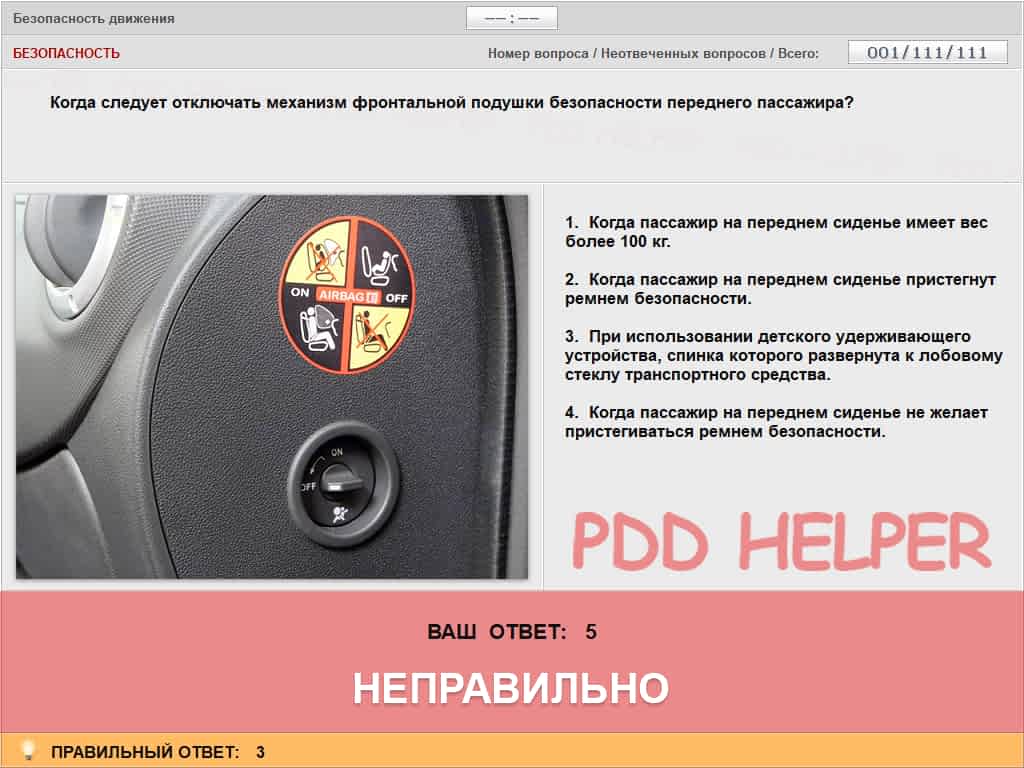 Безопасность движения
—— : ——
БЕЗОПАСНОСТЬ
Номер вопроса / Неотвеченных вопросов / Всего:
001/111/111
Когда следует отключать механизм фронтальной подушки безопасности переднего пассажира?
ON AIRBAG OFF
ON
OFF
1. Когда пассажир на переднем сиденье имеет вес
более 100 кг.
2. Когда пассажир на переднем сиденье пристегнут
ремнем безопасности.
3. При использовании детского удерживающего
устройства, спинка которого развернута к лобовому
стеклу транспортного средства.
4. Когда пассажир на переднем сиденье не желает
пристегиваться ремнем безопасности.
PDD HELPER
ВАШ ОТВЕТ: 5
НЕПРАВИЛЬНО
ПРАВИЛЬНЫЙ ОТВЕТ: 3